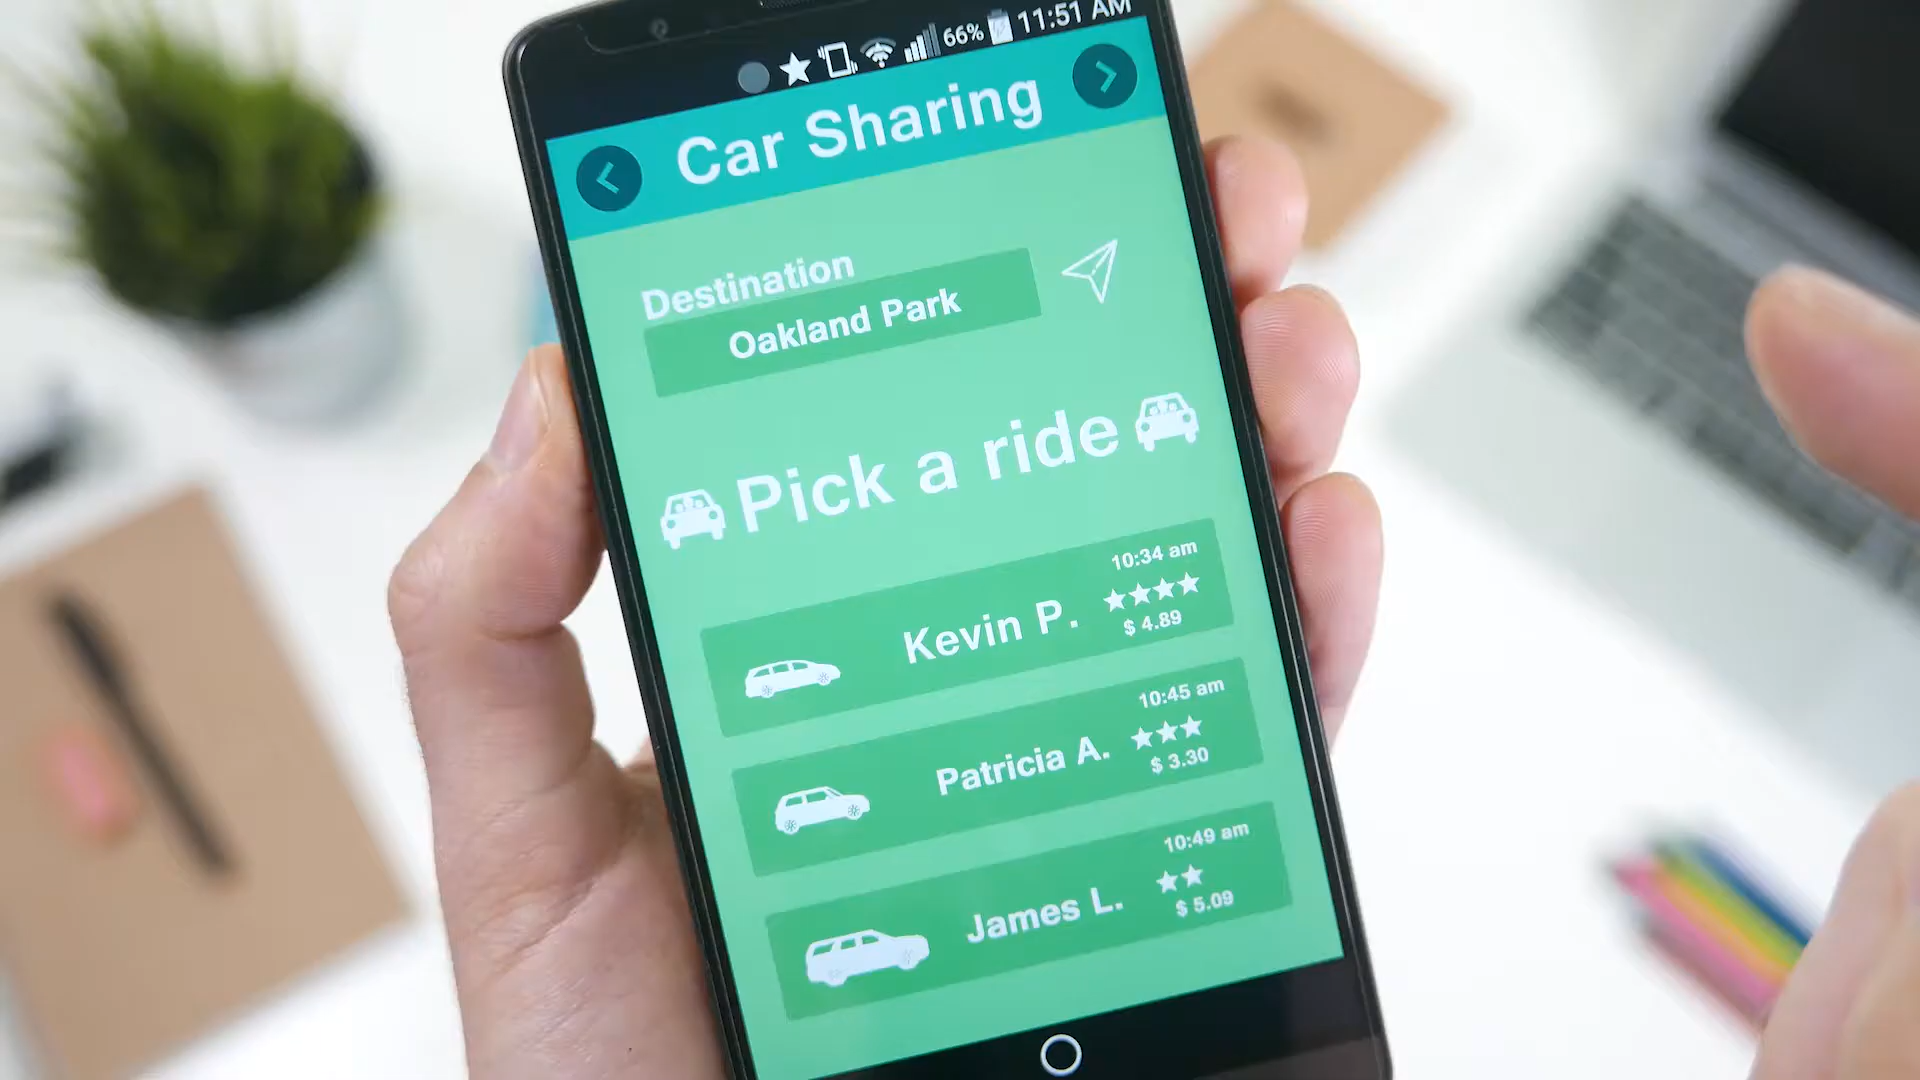 66% 11:51 AM
Car Sharing
Destination
Oakland Park
Pick a ride
10:34 am
Kevin P.
$ 4.89
10:45 am
Patricia A.
$ 3.30
10:49 am
James L.
$ 5.09